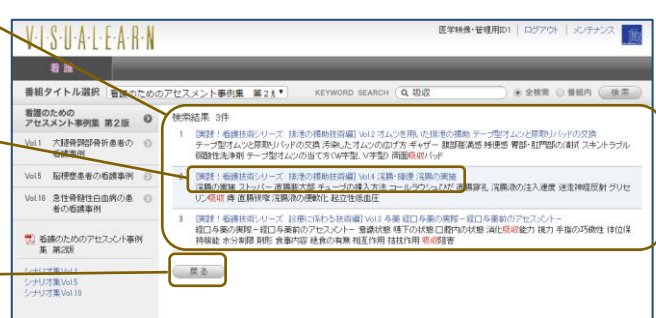 V·I·S·U·A·L·E·A·R·N
医学映像・管理用ID1 | ログアウト | メンテナンス
看護
番組タイトル選択 看護のためのアセスメント事例集 第2版 KEYWORD SEARCH 吸収 全検索 番組内 検索
看護のための
アセスメント事例集 第2版
Vol.1 大腿骨頸部骨折患者の
看護事例
Vol.5 脳梗塞患者の看護事例
Vol.10 急性骨髄性白血病の患
者の看護事例
看護のためのアセスメント事例
集 第2版
シナリオ集Vol.1
シナリオ集Vol.5
シナリオ集Vol.10
検索結果 3件
1 [実践!看護技術シリーズ 排泄の援助技術編] Vol.2 オムツを用いた排泄の援助 テープ型オムツと尿取りパッドの交換
テープ型オムツと尿取りパッドの交換 汚染したオムツの広げ方 ギャザー 腹部膨満感 残便感 臀部・肛門部の清拭 スキントラブル
弱酸性洗浄剤 テープ型オムツの当て方(W字型、V字型) 両面吸収パッド
2 [実践!看護技術シリーズ 排泄の援助技術編] Vol.4 浣腸・摘便 浣腸の実施
浣腸の実施 ストッパー 直腸膨大部 チューブの挿入方法 コールラウシュひだ 直腸穿孔 浣腸液の注入速度 迷走神経反射 グリセ
リン吸収 痔 直腸狭窄 浣腸液の便軟化 起立性低血圧
3 [実践!看護技術シリーズ 診療に係わる技術編] Vol.3 与薬 経口与薬の実際-経口与薬前のアセスメント-
経口与薬の実際-経口与薬前のアセスメント- 意識状態 嚥下の状態 口腔内の状態 消化吸収能力 視力 手指の巧緻性 体位保
持機能 水分制限 剤形 食事内容 絶食の有無 相互作用 拮抗作用 吸収障害
戻る